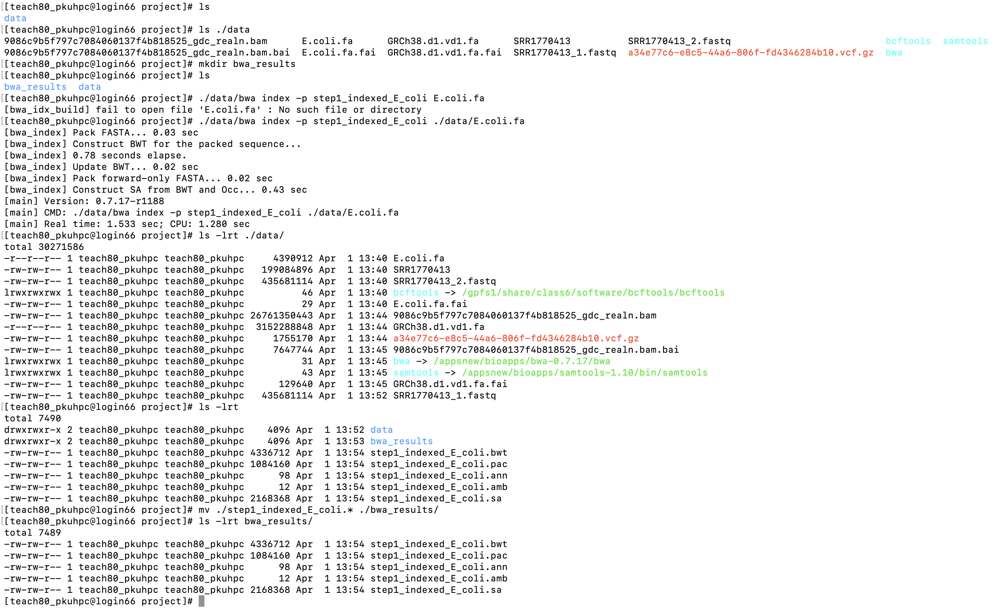 [[teach80_pkuhpc@login66 project]# ls
data
[[teach80_pkuhpc@login66 project]# ls ./data
9086c9b5f797c7084060137f4b818525_gdc_realn.bam      E.coli.fa      GRCh38.d1.vd1.fa      SRR1770413          SRR1770413_2.fastq                           bcftools  samtools
9086c9b5f797c7084060137f4b818525_gdc_realn.bam.bai  E.coli.fa.fai  GRCh38.d1.vd1.fa.fai  SRR1770413_1.fastq  a34e77c6-e8c5-44a6-806f-fd4346284b10.vcf.gz  bwa
[[teach80_pkuhpc@login66 project]# mkdir bwa_results
[[teach80_pkuhpc@login66 project]# ls
bwa_results  data
[[teach80_pkuhpc@login66 project]# ./data/bwa index -p step1_indexed_E_coli E.coli.fa
[bwa_idx_build] fail to open file 'E.coli.fa' : No such file or directory
[[teach80_pkuhpc@login66 project]# ./data/bwa index -p step1_indexed_E_coli ./data/E.coli.fa
[bwa_index] Pack FASTA... 0.03 sec
[bwa_index] Construct BWT for the packed sequence...
[bwa_index] 0.78 seconds elapse.
[bwa_index] Update BWT... 0.02 sec
[bwa_index] Pack forward-only FASTA... 0.02 sec
[bwa_index] Construct SA from BWT and Occ... 0.43 sec
[main] Version: 0.7.17-r1188
[main] CMD: ./data/bwa index -p step1_indexed_E_coli ./data/E.coli.fa
[main] Real time: 1.533 sec; CPU: 1.280 sec
[[teach80_pkuhpc@login66 project]# ls -lrt ./data/
total 30271586
-r--r--r-- 1 teach80_pkuhpc teach80_pkuhpc     4390912 Apr  1 13:40 E.coli.fa
-rw-rw-r-- 1 teach80_pkuhpc teach80_pkuhpc   199084896 Apr  1 13:40 SRR1770413
-rw-rw-r-- 1 teach80_pkuhpc teach80_pkuhpc   435681114 Apr  1 13:40 SRR1770413_2.fastq
lrwxrwxrwx 1 teach80_pkuhpc teach80_pkuhpc          46 Apr  1 13:40 bcftools -> /gpfs1/share/class6/software/bcftools/bcftools
-rw-rw-r-- 1 teach80_pkuhpc teach80_pkuhpc          29 Apr  1 13:40 E.coli.fa.fai
-rw-rw-r-- 1 teach80_pkuhpc teach80_pkuhpc 26761350443 Apr  1 13:44 9086c9b5f797c7084060137f4b818525_gdc_realn.bam
-r--r--r-- 1 teach80_pkuhpc teach80_pkuhpc  3152288848 Apr  1 13:44 GRCh38.d1.vd1.fa
-rw-rw-r-- 1 teach80_pkuhpc teach80_pkuhpc     1755170 Apr  1 13:44 a34e77c6-e8c5-44a6-806f-fd4346284b10.vcf.gz
-rw-rw-r-- 1 teach80_pkuhpc teach80_pkuhpc     7647744 Apr  1 13:45 9086c9b5f797c7084060137f4b818525_gdc_realn.bam.bai
lrwxrwxrwx 1 teach80_pkuhpc teach80_pkuhpc          31 Apr  1 13:45 bwa -> /appsnew/bioapps/bwa-0.7.17/bwa
lrwxrwxrwx 1 teach80_pkuhpc teach80_pkuhpc          43 Apr  1 13:45 samtools -> /appsnew/bioapps/samtools-1.10/bin/samtools
-rw-rw-r-- 1 teach80_pkuhpc teach80_pkuhpc      129640 Apr  1 13:45 GRCh38.d1.vd1.fa.fai
-rw-rw-r-- 1 teach80_pkuhpc teach80_pkuhpc   435681114 Apr  1 13:52 SRR1770413_1.fastq
[[teach80_pkuhpc@login66 project]# ls -lrt
total 7490
drwxrwxr-x 2 teach80_pkuhpc teach80_pkuhpc    4096 Apr  1 13:52 data
drwxrwxr-x 2 teach80_pkuhpc teach80_pkuhpc    4096 Apr  1 13:53 bwa_results
-rw-rw-r-- 1 teach80_pkuhpc teach80_pkuhpc 4336712 Apr  1 13:54 step1_indexed_E_coli.bwt
-rw-rw-r-- 1 teach80_pkuhpc teach80_pkuhpc 1084160 Apr  1 13:54 step1_indexed_E_coli.pac
-rw-rw-r-- 1 teach80_pkuhpc teach80_pkuhpc      98 Apr  1 13:54 step1_indexed_E_coli.ann
-rw-rw-r-- 1 teach80_pkuhpc teach80_pkuhpc      12 Apr  1 13:54 step1_indexed_E_coli.amb
-rw-rw-r-- 1 teach80_pkuhpc teach80_pkuhpc 2168368 Apr  1 13:54 step1_indexed_E_coli.sa
[[teach80_pkuhpc@login66 project]# mv ./step1_indexed_E_coli.* ./bwa_results/
[[teach80_pkuhpc@login66 project]# ls -lrt bwa_results/
total 7489
-rw-rw-r-- 1 teach80_pkuhpc teach80_pkuhpc 4336712 Apr  1 13:54 step1_indexed_E_coli.bwt
-rw-rw-r-- 1 teach80_pkuhpc teach80_pkuhpc 1084160 Apr  1 13:54 step1_indexed_E_coli.pac
-rw-rw-r-- 1 teach80_pkuhpc teach80_pkuhpc      98 Apr  1 13:54 step1_indexed_E_coli.ann
-rw-rw-r-- 1 teach80_pkuhpc teach80_pkuhpc      12 Apr  1 13:54 step1_indexed_E_coli.amb
-rw-rw-r-- 1 teach80_pkuhpc teach80_pkuhpc 2168368 Apr  1 13:54 step1_indexed_E_coli.sa
[teach80_pkuhpc@login66 project]#